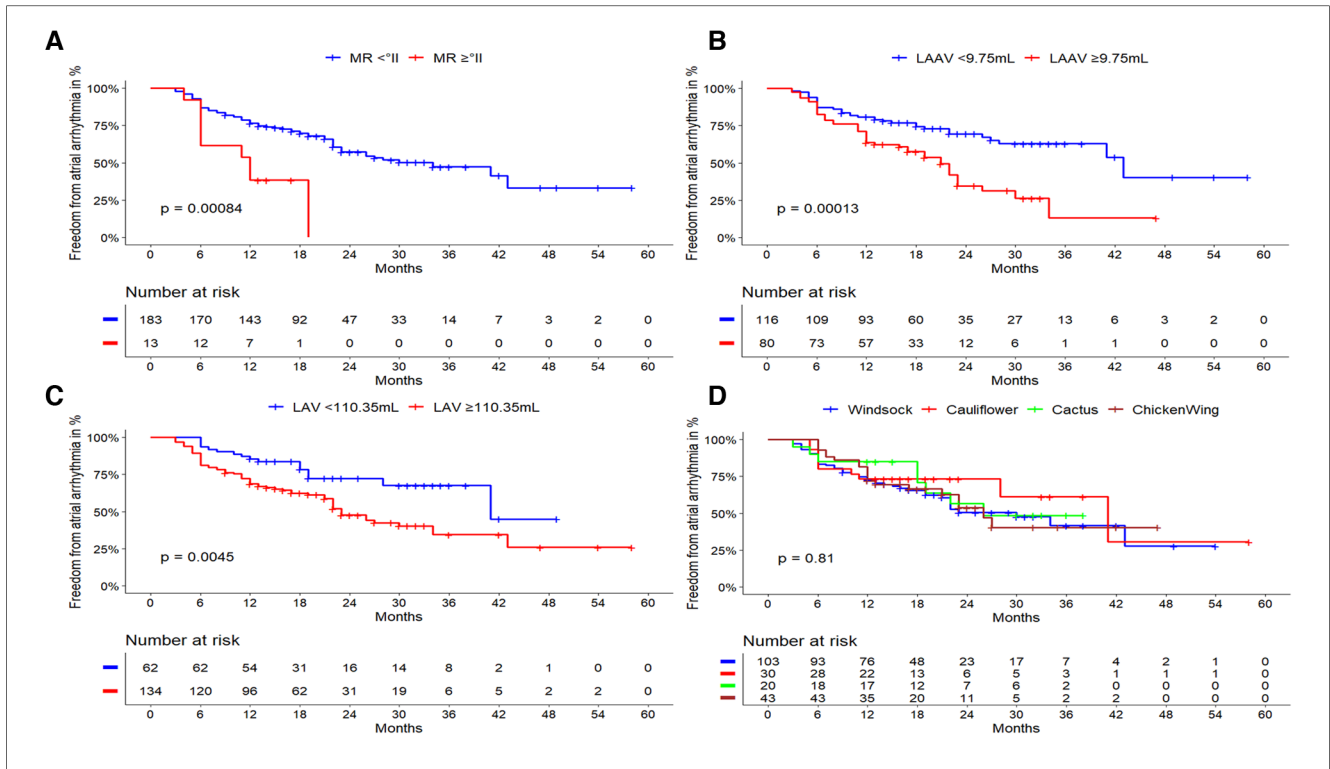 A
MR <°II MR ≥°II
Freedom from atrial arrhythmia in %
100%
75%
50%
25%
0%
p = 0.00084
0 6 12 18 24 30 36 42 48 54 60
Months
Number at risk
183 170 143 92 47 33 14 7 3 2 0
13 12 7 1 0 0 0 0 0 0 0
0 6 12 18 24 30 36 42 48 54 60
Months
B
LAAV <9.75mL LAAV ≥9.75mL
Freedom from atrial arrhythmia in %
100%
75%
50%
25%
0%
p = 0.00013
0 6 12 18 24 30 36 42 48 54 60
Months
Number at risk
116 109 93 60 35 27 13 6 3 2 0
80 73 57 33 12 6 1 1 0 0 0
0 6 12 18 24 30 36 42 48 54 60
Months
C
LAV <110.35mL LAV ≥110.35mL
Freedom from atrial arrhythmia in %
100%
75%
50%
25%
0%
p = 0.0045
0 6 12 18 24 30 36 42 48 54 60
Months
Number at risk
62 62 54 31 16 14 8 2 1 0 0
134 120 96 62 31 19 6 5 2 2 0
0 6 12 18 24 30 36 42 48 54 60
Months
D
Windsock Cauliflower Cactus ChickenWing
Freedom from atrial arrhythmia in %
100%
75%
50%
25%
0%
p = 0.81
0 6 12 18 24 30 36 42 48 54 60
Months
Number at risk
103 93 76 48 23 17 7 4 2 1 0
30 28 22 13 6 5 3 1 1 1 0
20 18 17 12 7 6 2 0 0 0 0
43 43 35 20 11 5 2 2 0 0 0
0 6 12 18 24 30 36 42 48 54 60
Months